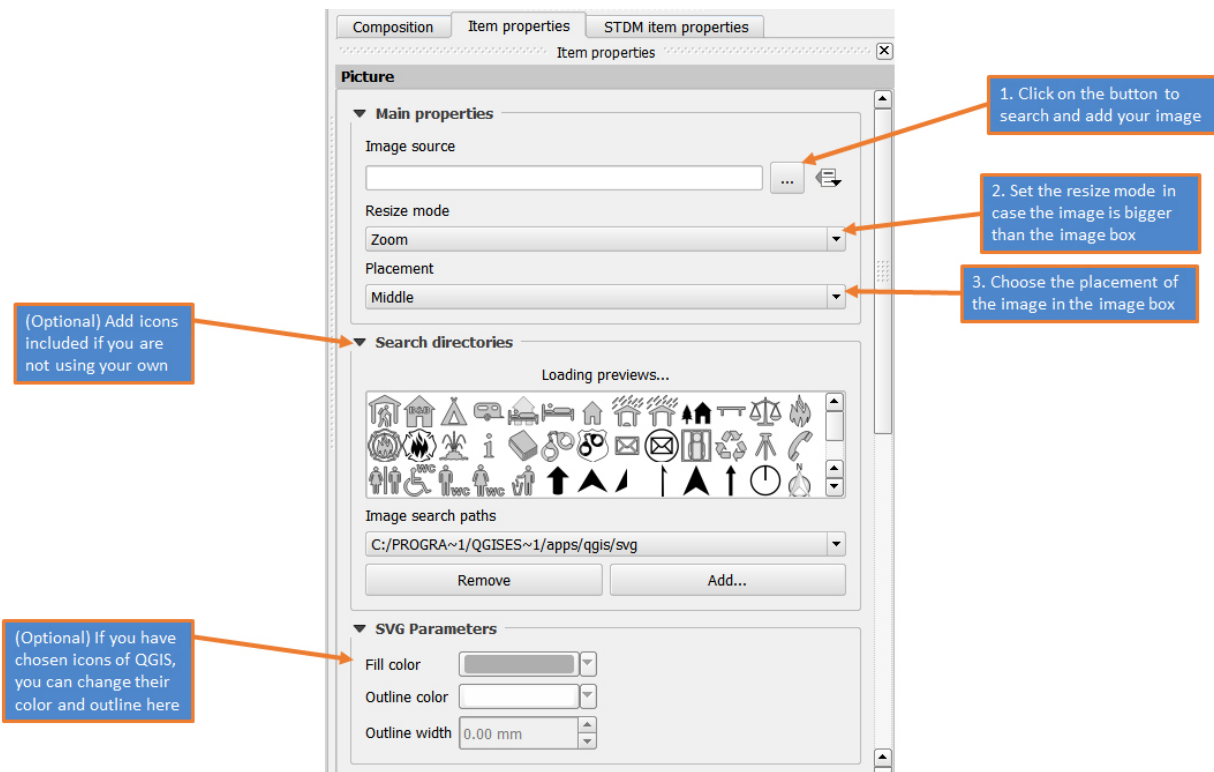 Composition
Item properties
STDM item properties
Item properties
Picture
Main properties
Image source
...
Resize mode
Zoom
Placement
Middle
1. Click on the button to
search and add your image
2. Set the resize mode in
case the image is bigger
than the image box
3. Choose the placement of
the image in the image box
(Optional) Add icons
included if you are
not using your own
Search directories
Loading previews...
B&B
i
WC
WC
WC
N
Image search paths
C:/PROGRA~1/QGISES~1/apps/qgis/svg
Remove
Add...
(Optional) If you have
chosen icons of QGIS,
you can change their
color and outline here
SVG Parameters
Fill color
Outline color
Outline width
0.00 mm